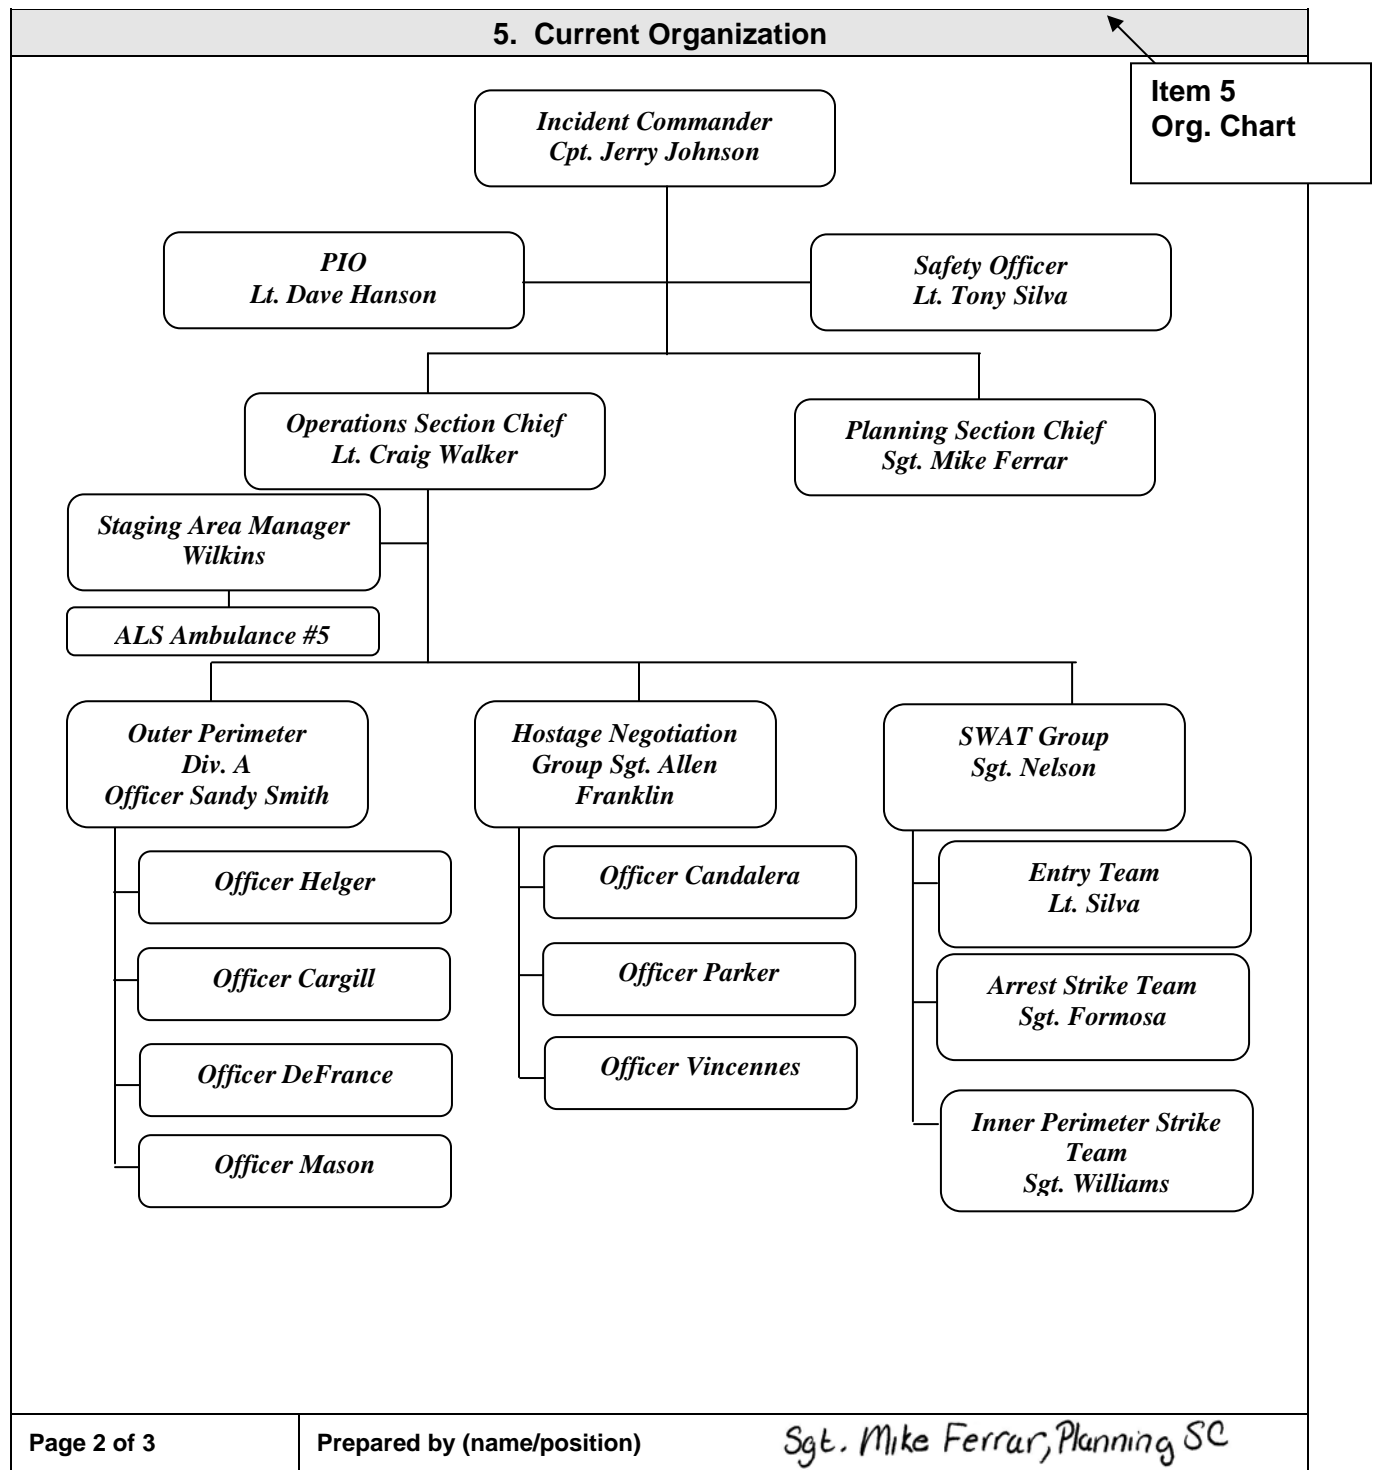 5. Current Organization
Item 5
Org. Chart
Incident Commander
Cpt. Jerry Johnson
PIO
Lt. Dave Hanson
Safety Officer
Lt. Tony Silva
Operations Section Chief
Lt. Craig Walker
Planning Section Chief
Sgt. Mike Ferrar
Staging Area Manager
Wilkins
ALS Ambulance #5
Outer Perimeter
Div. A
Officer Sandy Smith
Hostage Negotiation
Group Sgt. Allen
Franklin
SWAT Group
Sgt. Nelson
Officer Helger
Officer Cargill
Officer DeFrance
Officer Mason
Officer Candalera
Officer Parker
Officer Vincennes
Entry Team
Lt. Silva
Arrest Strike Team
Sgt. Formosa
Inner Perimeter Strike
Team
Sgt. Williams
Page 2 of 3
Prepared by (name/position)
Sgt. Mike Ferrar, Planning SC